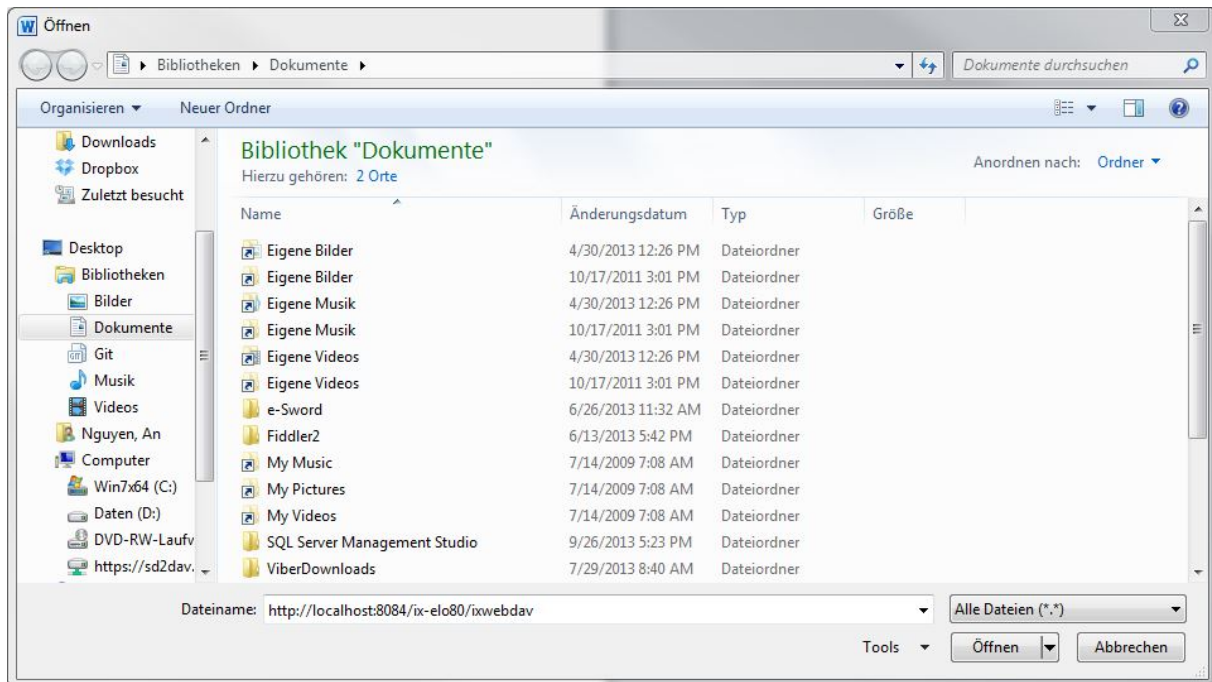 Öffnen
Bibliotheken Dokumente
Dokumente durchsuchen
Organisieren Neuer Ordner
Downloads
Dropbox
Zuletzt besucht
Desktop
Bibliotheken
Bilder
Dokumente
Git
Musik
Videos
Nguyen, An
Computer
Win7x64 (C:)
Daten (D:)
DVD-RW-Laufv
https://sd2dav.
Bibliothek "Dokumente"
Hierzu gehören: 2 Orte
Anordnen nach: Ordner
Name Änderungsdatum Typ Größe
Eigene Bilder 4/30/2013 12:26 PM Dateiordner
Eigene Bilder 10/17/2011 3:01 PM Dateiordner
Eigene Musik 4/30/2013 12:26 PM Dateiordner
Eigene Musik 10/17/2011 3:01 PM Dateiordner
Eigene Videos 4/30/2013 12:26 PM Dateiordner
Eigene Videos 10/17/2011 3:01 PM Dateiordner
e-Sword 6/26/2013 11:32 AM Dateiordner
Fiddler2 6/13/2013 5:42 PM Dateiordner
My Music 7/14/2009 7:08 AM Dateiordner
My Pictures 7/14/2009 7:08 AM Dateiordner
My Videos 7/14/2009 7:08 AM Dateiordner
SQL Server Management Studio 9/26/2013 5:23 PM Dateiordner
ViberDownloads 7/29/2013 8:40 AM Dateiordner
Dateiname: http://localhost:8084/ix-elo80/ixwebdav Alle Dateien (*.*)
Tools Öffnen Abbrechen